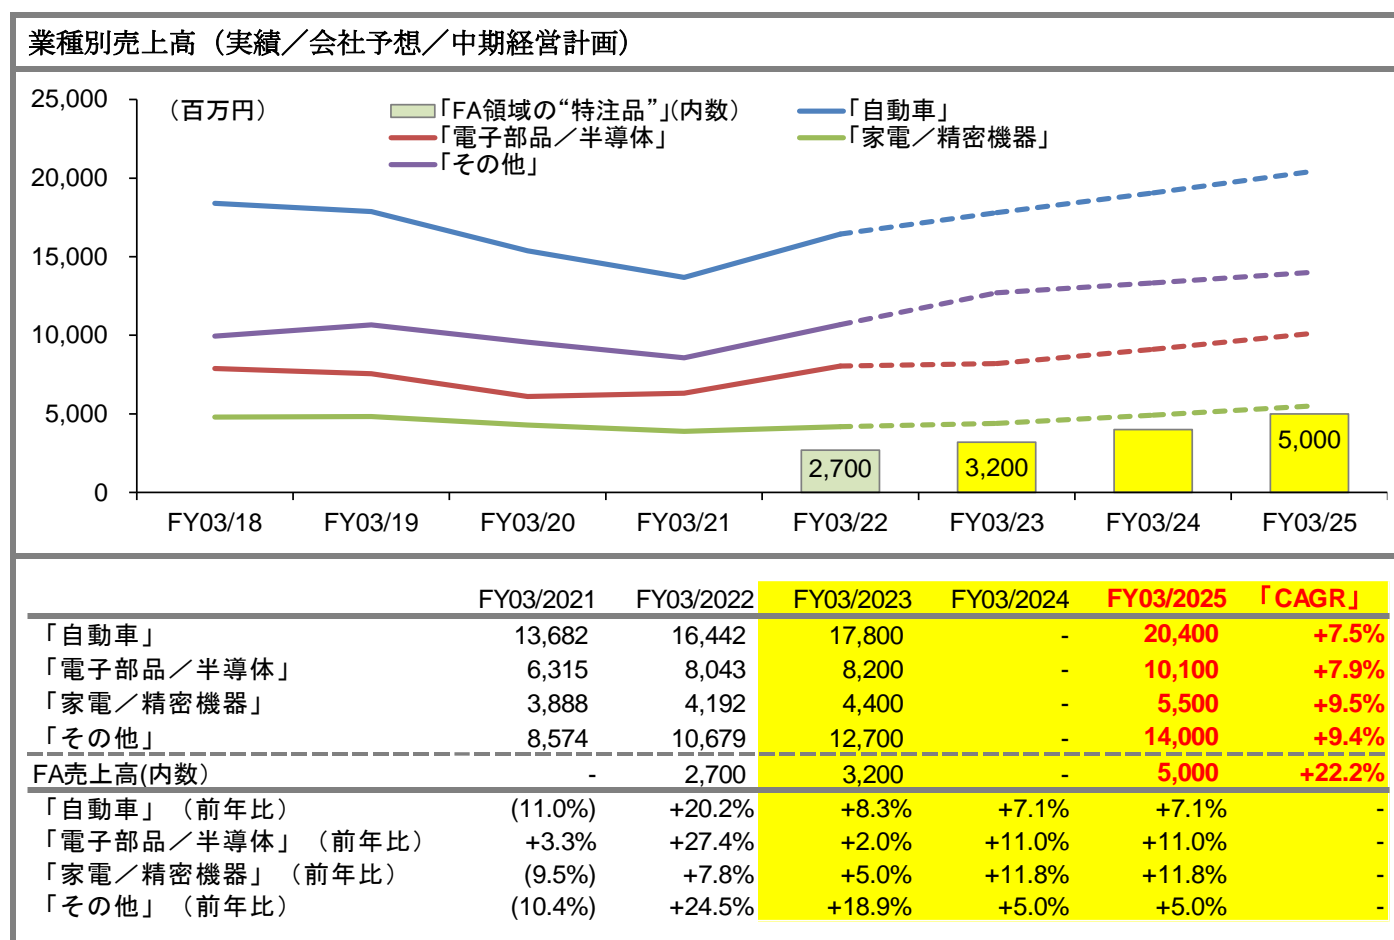 業種別売上高（実績／会社予想／中期経営計画）
（百万円）
「FA領域の“特注品”」(内数）
「自動車」
「電子部品／半導体」
「家電／精密機器」
「その他」
25,000
20,000
15,000
10,000
5,000
0
2,700
3,200
5,000
FY03/18 FY03/19 FY03/20 FY03/21 FY03/22 FY03/23 FY03/24 FY03/25
FY03/2021 FY03/2022 FY03/2023 FY03/2024 FY03/2025 「CAGR」
「自動車」 13,682 16,442 17,800 - 20,400 +7.5%
「電子部品／半導体」 6,315 8,043 8,200 - 10,100 +7.9%
「家電／精密機器」 3,888 4,192 4,400 - 5,500 +9.5%
「その他」 8,574 10,679 12,700 - 14,000 +9.4%
FA売上高(内数） - 2,700 3,200 - 5,000 +22.2%
「自動車」（前年比） (11.0%) +20.2% +8.3% +7.1% +7.1% -
「電子部品／半導体」（前年比） +3.3% +27.4% +2.0% +11.0% +11.0% -
「家電／精密機器」（前年比） (9.5%) +7.8% +5.0% +11.8% +11.8% -
「その他」（前年比） (10.4%) +24.5% +18.9% +5.0% +5.0% -